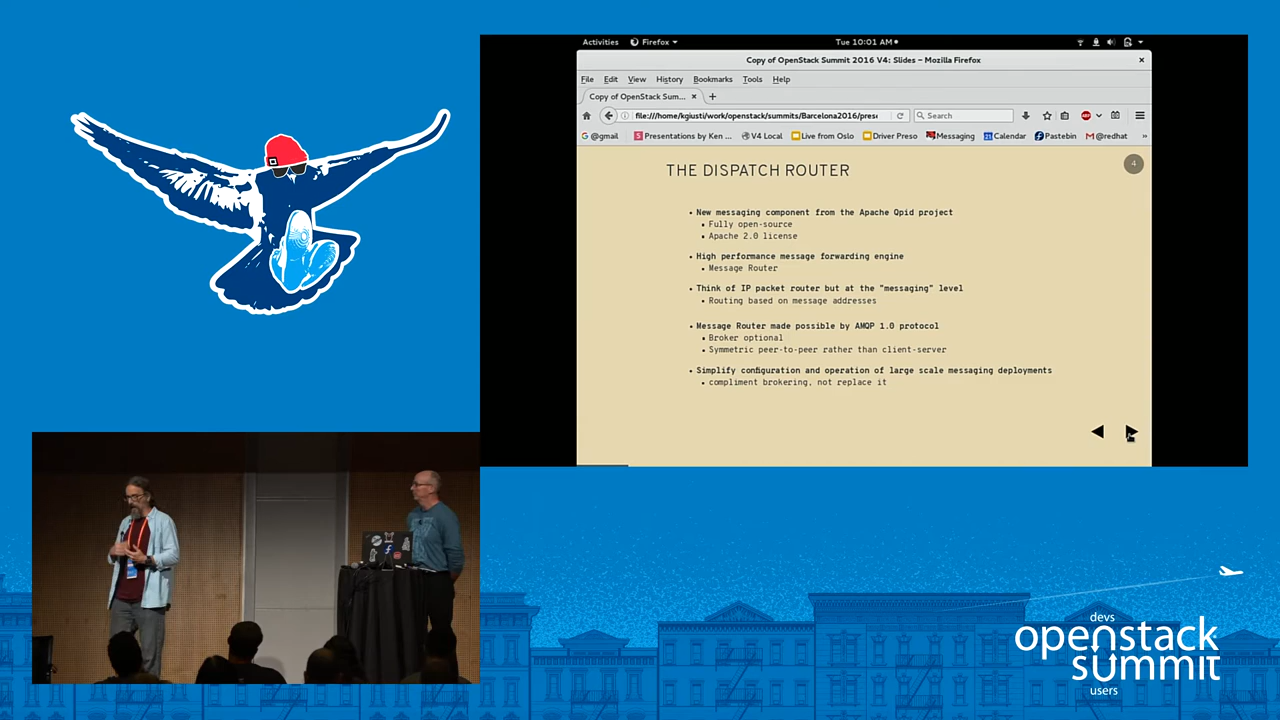 Activities Firefox Tue 10:01 AM
Copy of OpenStack Summit 2016 V4: Slides – Mozilla Firefox
File Edit View History Bookmarks Tools Help
Copy of OpenStack Sum...
file:///home/kgiusti/work/openstack/summits/Barcelona2016/prese
Search
@gmail Presentations by Ken ... V4 Local Live from Oslo Driver Preso Messaging Calendar Pastebin @redhat
THE DISPATCH ROUTER
4
• New messaging component from the Apache Qpid project
• Fully open-source
• Apache 2.0 license
• High performance message forwarding engine
• Message Router
• Think of IP packet router but at the "messaging" level
• Routing based on message addresses
• Message Router made possible by AMQP 1.0 protocol
• Broker optional
• Symmetric peer-to-peer rather than client-server
• Simplify configuration and operation of large scale messaging deployments
• compliment brokering, not replace it
devs
openstack
summit
users